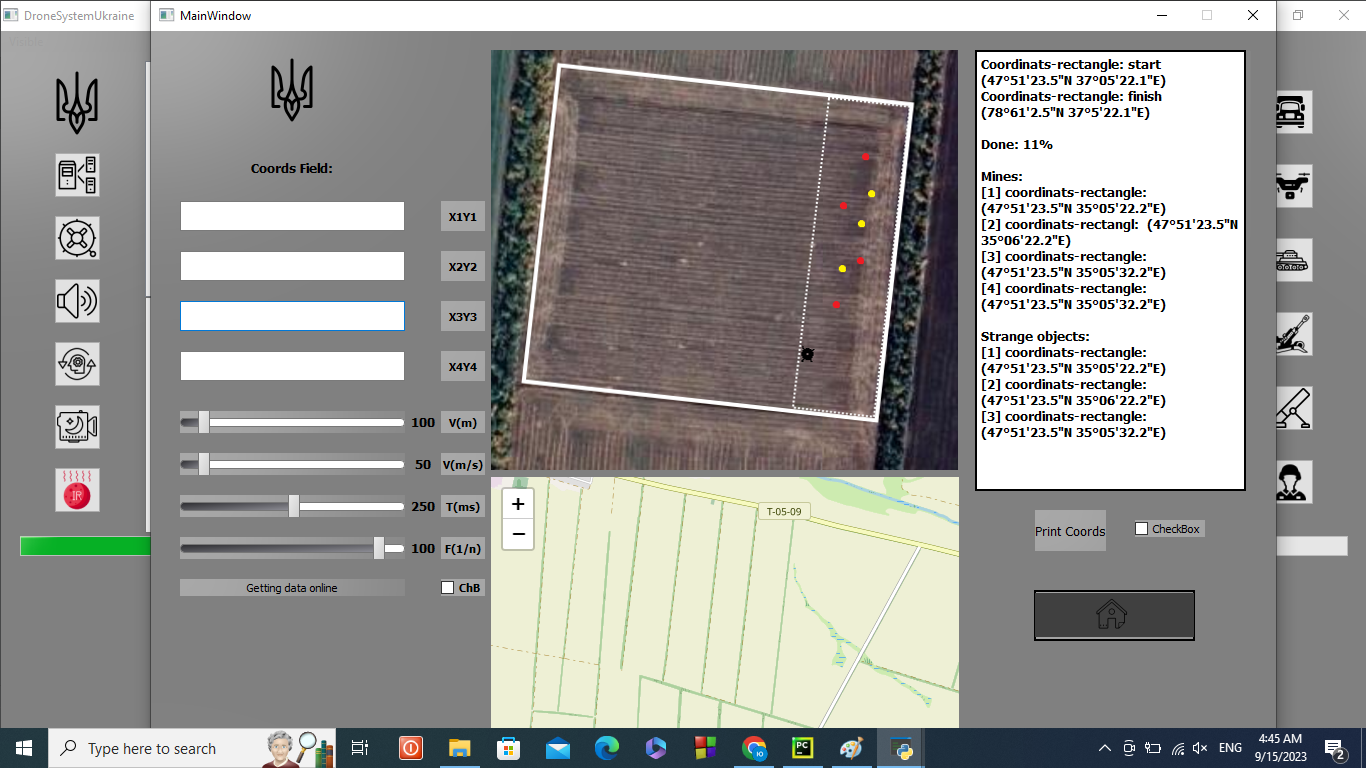 DroneSystemUkraine
MainWindow
Coords Field:
X1Y1
X2Y2
X3Y3
X4Y4
100 V(m)
50 V(m/s)
250 T(ms)
100 F(1/n)
Getting data online
ChB
+
−
T-05-09
Coordinats-rectangle: start
(47°51'23.5"N 37°05'22.1"E)
Coordinats-rectangle: finish
(78°61'2.5"N 37°5'22.1"E)
Done: 11%
Mines:
[1] coordinats-rectangle:
(47°51'23.5"N 35°05'22.2"E)
[2] coordinats-rectangl:  (47°51'23.5"N
35°06'22.2"E)
[3] coordinats-rectangle:
(47°51'23.5"N 35°05'32.2"E)
[4] coordinats-rectangle:
(47°51'23.5"N 35°05'32.2"E)
Strange objects:
[1] coordinats-rectangle:
(47°51'23.5"N 35°05'22.2"E)
[2] coordinats-rectangle:
(47°51'23.5"N 35°06'22.2"E)
[3] coordinats-rectangle:
(47°51'23.5"N 35°05'32.2"E)
Print Coords
CheckBox
IR
Type here to search
PC
ENG
4:45 AM
9/15/2023
2